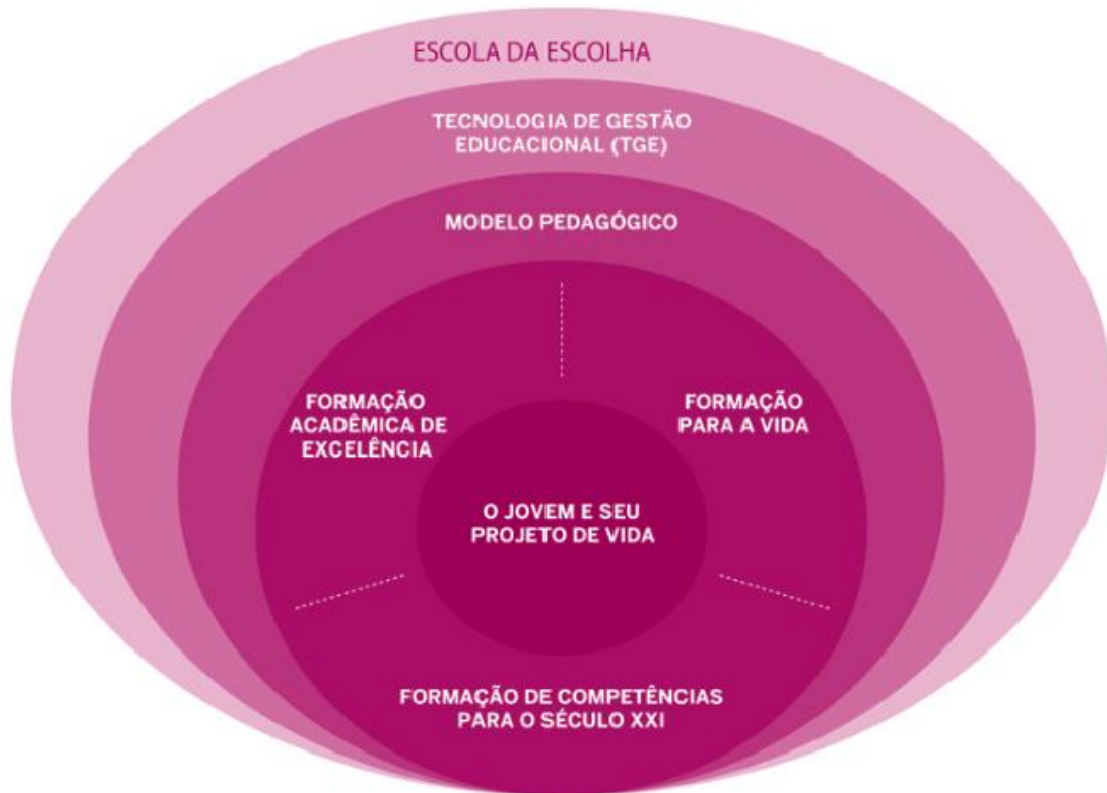 ESCOLA DA ESCOLHA
TECNOLOGIA DE GESTÃO
EDUCACIONAL (TGE)
MODELO PEDAGÓGICO
FORMAÇÃO
ACADÊMICA DE
EXCELÊNCIA
FORMAÇÃO
PARA A VIDA
O JOVEM E SEU
PROJETO DE VIDA
FORMAÇÃO DE COMPETÊNCIAS
PARA O SÉCULO XXI